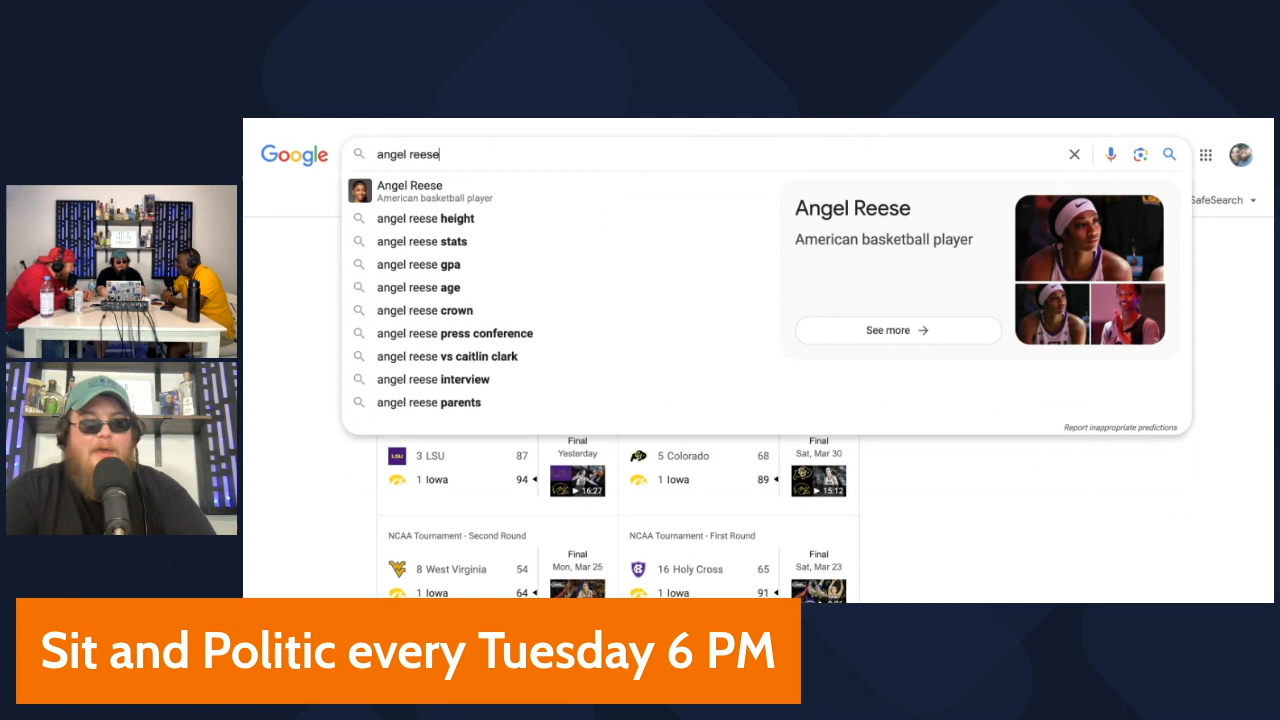 Google
angel reese
Angel Reese
American basketball player
angel reese height
angel reese stats
angel reese gpa
angel reese age
angel reese crown
angel reese press conference
angel reese vs caitlin clark
angel reese interview
angel reese parents
Angel Reese
American basketball player
See more →
Report inappropriate predictions
SafeSearch
LSU 3 LSU 87
1 Iowa 94
Final
Yesterday
16:27
5 Colorado 68
1 Iowa 89
Final
Sat, Mar 30
15:12
NCAA Tournament - Second Round
8 West Virginia 54
1 Iowa 64
Final
Mon, Mar 25
NCAA Tournament - First Round
16 Holy Cross 65
1 Iowa 91
Final
Sat, Mar 23
Sit and Politic every Tuesday 6 PM